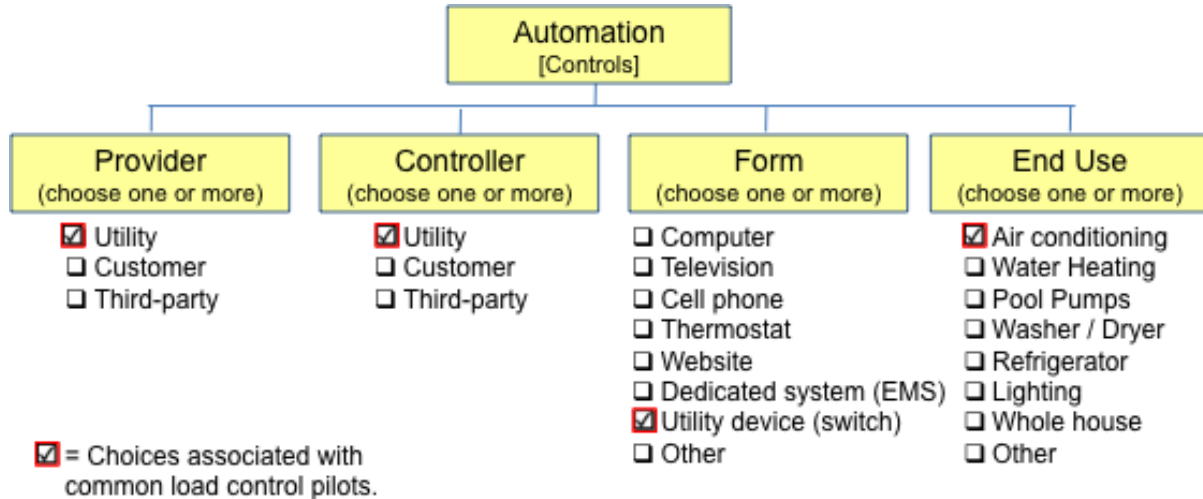 Automation
[Controls]
Provider
(choose one or more)
☑ Utility
❑ Customer
❑ Third-party
Controller
(choose one or more)
☑ Utility
❑ Customer
❑ Third-party
Form
(choose one or more)
❑ Computer
❑ Television
❑ Cell phone
❑ Thermostat
❑ Website
❑ Dedicated system (EMS)
☑ Utility device (switch)
❑ Other
End Use
(choose one or more)
☑ Air conditioning
❑ Water Heating
❑ Pool Pumps
❑ Washer / Dryer
❑ Refrigerator
❑ Lighting
❑ Whole house
❑ Other
☑ = Choices associated with
common load control pilots.